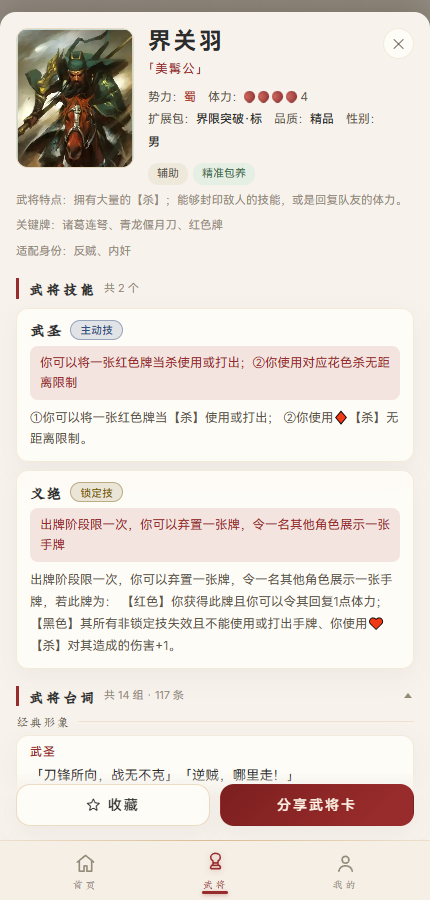 界关羽
「美髯公」
势力: 蜀 体力: 4
扩展包: 界限突破·标 品质: 精品 性别:
男
辅助 精准包养
武将特点: 拥有大量的【杀】; 能够封印敌人的技能, 或是回复队友的体力。
关键牌: 诸葛连弩、青龙偃月刀、红色牌
适配身份: 反贼、内奸
武将技能 共 2 个
武圣 主动技
你可以将一张红色牌当杀使用或打出; ②你使用对应花色杀无距
离限制
①你可以将一张红色牌当【杀】使用或打出; ②你使用♦【杀】无
距离限制。
义绝 锁定技
出牌阶段限一次, 你可以弃置一张牌, 令一名其他角色展示一张
手牌
出牌阶段限一次, 你可以弃置一张牌, 令一名其他角色展示一张手
牌, 若此牌为: 【红色】你获得此牌且你可以令其回复1点体力;
【黑色】其所有非锁定技失效且不能使用或打出手牌、你使用♥
【杀】对其造成的伤害+1。
武将台词 共 14 组 · 117 条
经典形象
武圣
「刀锋所向, 战无不克」「逆贼, 哪里走! 」
收藏 分享武将卡
首页 武将 我的